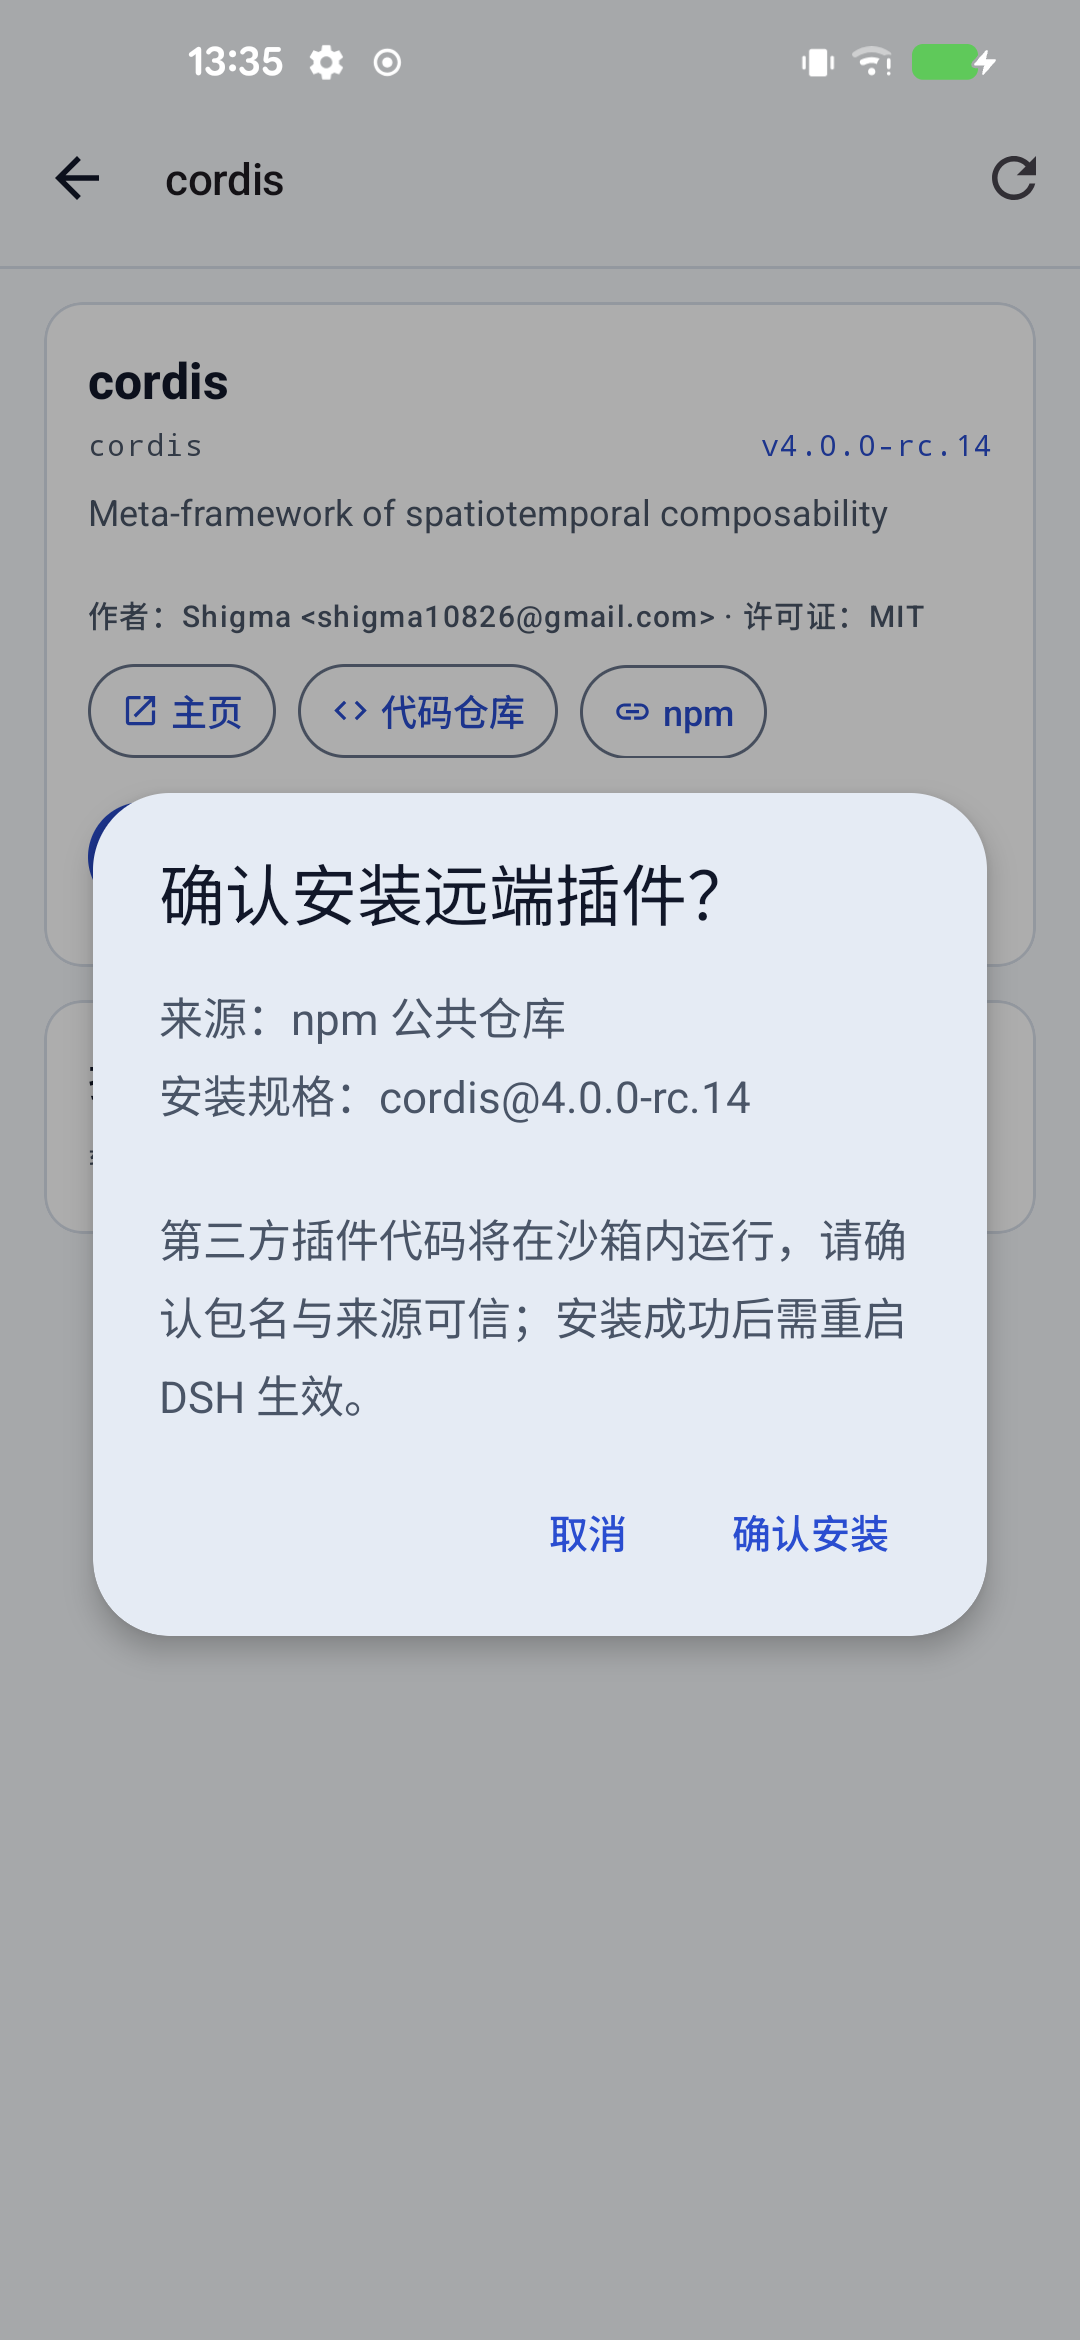 13:35
cordis
cordis
cordis
v4.0.0-rc.14
Meta-framework of spatiotemporal composability
作者：Shigma <shigma10826@gmail.com> · 许可证：MIT
主页
代码仓库
npm
确认安装远端插件？
来源：npm 公共仓库
安装规格：cordis@4.0.0-rc.14
第三方插件代码将在沙箱内运行，请确
认包名与来源可信；安装成功后需重启
DSH 生效。
取消
确认安装